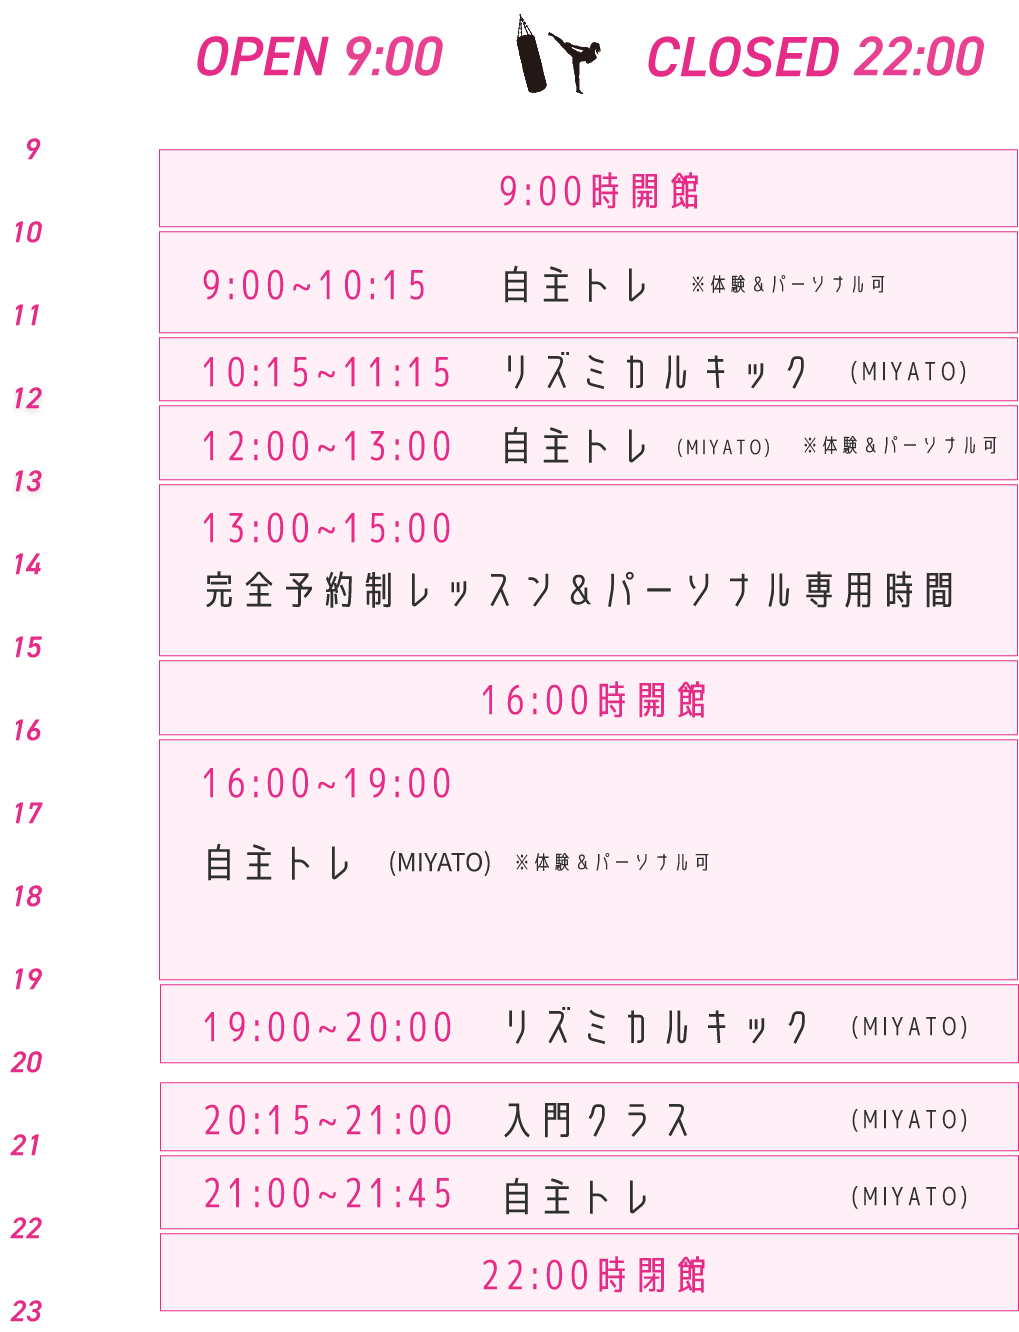 OPEN 9:00 CLOSED 22:00
9
9:00時開館
10
9:00~10:15 自主トレ ※体験&パーソナル可
11
10:15~11:15 リズミカルキック (MIYATO)
12
12:00~13:00 自主トレ (MIYATO) ※体験&パーソナル可
13
13:00~15:00
14
完全予約制レッスン&パーソナル専用時間
15
16:00時開館
16
16:00~19:00
17
自主トレ (MIYATO) ※体験&パーソナル可
18
19
19:00~20:00 リズミカルキック (MIYATO)
20
20:15~21:00 入門クラス (MIYATO)
21
21:00~21:45 自主トレ (MIYATO)
22
22:00時閉館
23